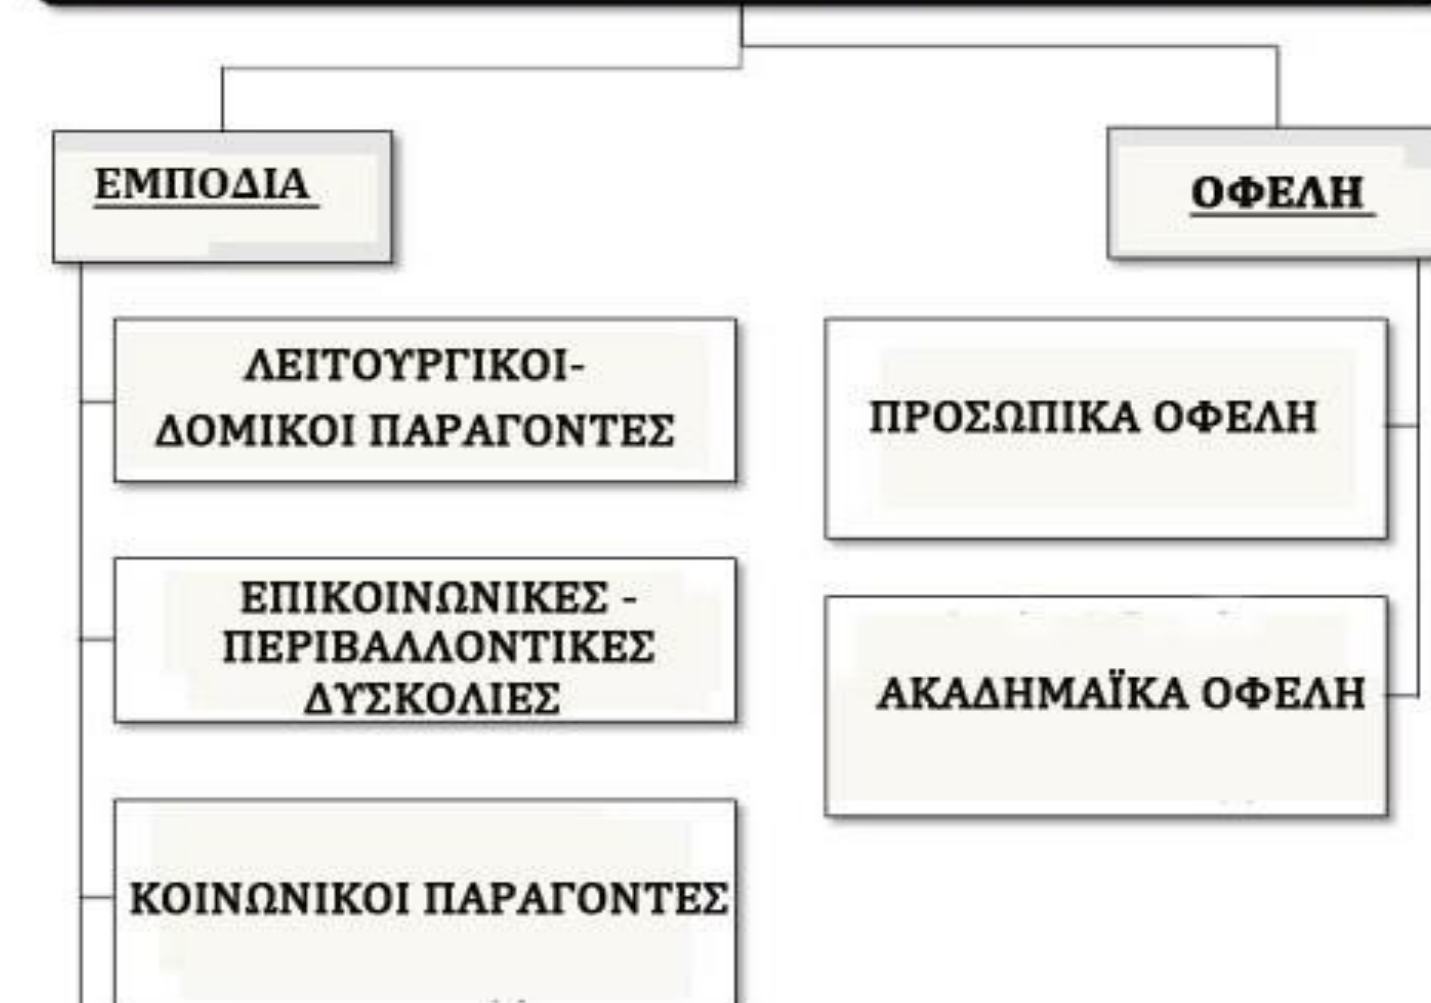 ΕΜΠΟΔΙΑ
ΛΕΙΤΟΥΡΓΙΚΟΙ-
ΔΟΜΙΚΟΙ ΠΑΡΑΓΟΝΤΕΣ
ΕΠΙΚΟΙΝΩΝΙΚΕΣ -
ΠΕΡΙΒΑΛΛΟΝΤΙΚΕΣ
ΔΥΣΚΟΛΙΕΣ
ΚΟΙΝΩΝΙΚΟΙ ΠΑΡΑΓΟΝΤΕΣ
ΟΦΕΛΗ
ΠΡΟΣΩΠΙΚΑ ΟΦΕΛΗ
ΑΚΑΔΗΜΑΪΚΑ ΟΦΕΛΗ